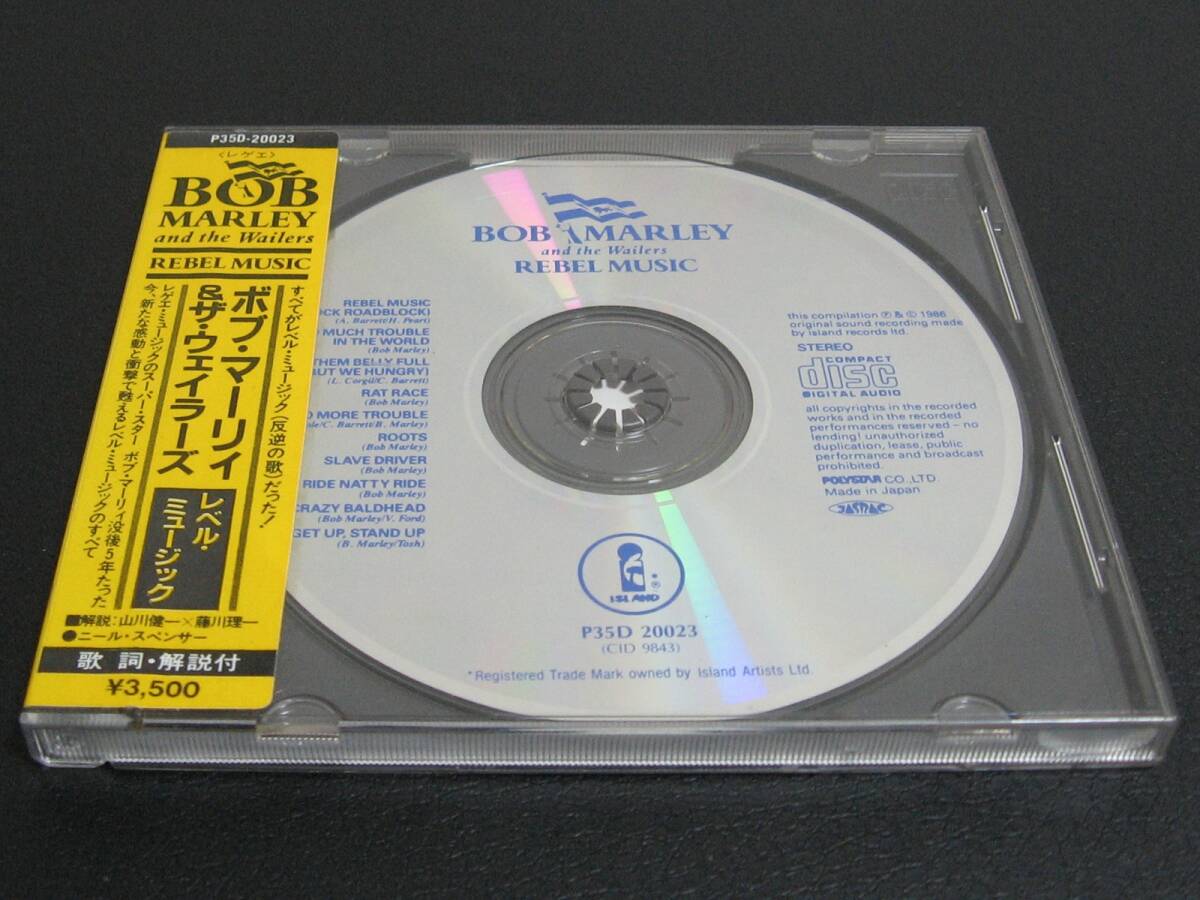 P35D-20023
〈レゲエ〉
BOB
MARLEY
and the Wailers
REBEL MUSIC
すべてがレベル・ミュージック(反逆の歌)だった!
ボブ・マーリィ
&ザ・ウェイラーズ
レベル・
ミュージック
レゲエ・ミュージックのスーパー・スター ボブ・マーリィ没後5年たった
今、新たな感動と衝撃で甦えるレベル・ミュージックのすべて
■解説:山川健一×藤川理一
●ニール・スペンサー
歌詞・解説付
¥3,500
BOB MARLEY
and the Wailers
REBEL MUSIC
REBEL MUSIC
OCK ROADBLOCK)
(A. Barrett/H. Peart)
MUCH TROUBLE
IN THE WORLD
(Bob Marley)
THEM BELLY FULL
BUT WE HUNGRY)
(L. Corgil/C. Barrett)
RAT RACE
(Bob Marley)
O MORE TROUBLE
ole/C. Barrett/B. Marley)
ROOTS
(Bob Marley)
SLAVE DRIVER
(Bob Marley)
RIDE NATTY RIDE
(Bob Marley)
CRAZY BALDHEAD
(Bob Marley/V. Ford)
GET UP, STAND UP
(B. Marley/Tosh)
this compilation ℗ & © 1986
original sound recording made
by island records ltd.
STEREO
COMPACT
disc
DIGITAL AUDIO
all copyrights in the recorded
works and in the recorded
performances reserved – no
lending! unauthorized
duplication, lease, public
performance and broadcast
prohibited.
POLYSTAR CO.,LTD.
Made in Japan
JASRAC
ISLAND
®
P35D 20023
(CID 9843)
*Registered Trade Mark owned by Island Artists Ltd.